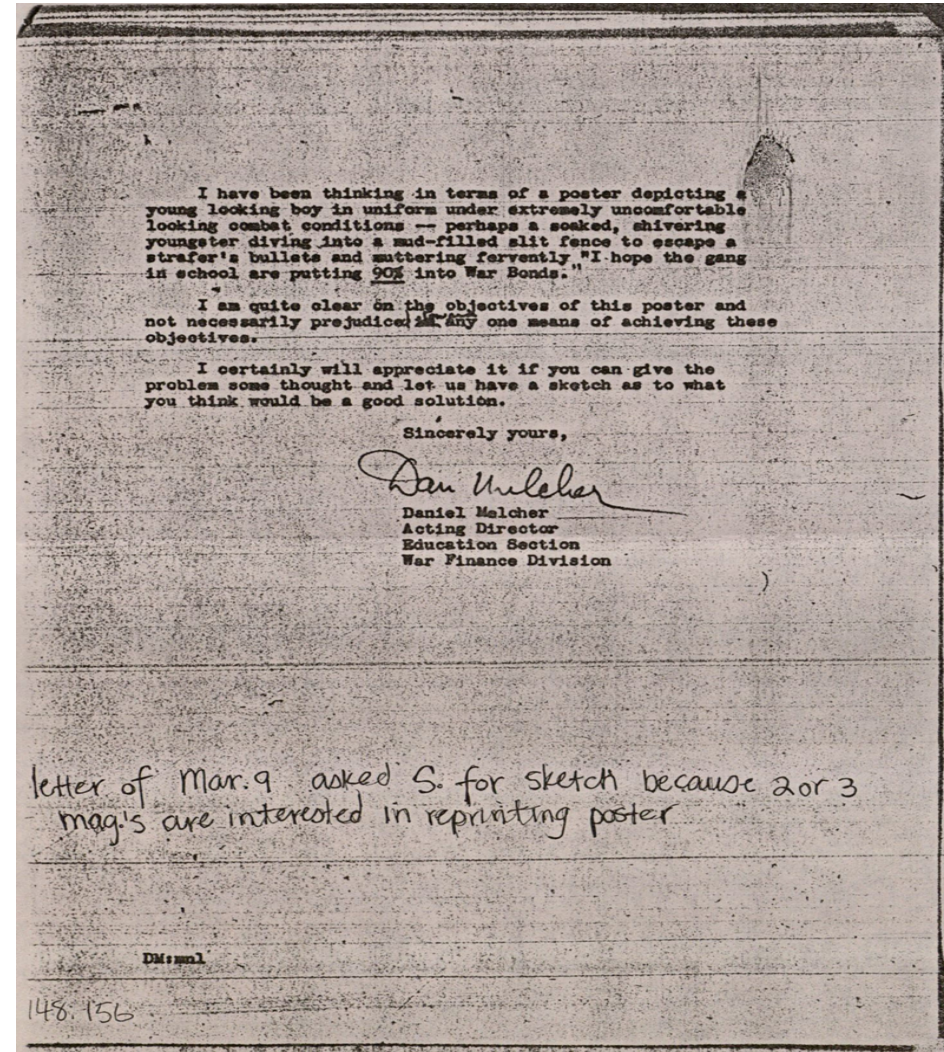 I have been thinking in terms of a poster depicting a
young looking boy in uniform under extremely uncomfortable
looking combat conditions -- perhaps a soaked, shivering
youngster diving into a mud-filled slit fence to escape a
strafer's bullets and muttering fervently "I hope the gang
in school are putting 90% into War Bonds."
I am quite clear on the objectives of this poster and
not necessarily prejudiced any one means of achieving these
objectives.
I certainly will appreciate it if you can give the
problem some thought and let us have a sketch as to what
you think would be a good solution.
Sincerely yours,
Dan Melcher
Daniel Melcher
Acting Director
Education Section
War Finance Division
letter of Mar. 9 asked S. for sketch because 2 or 3
mag.'s are interested in reprinting poster
DM:mnl
148.156